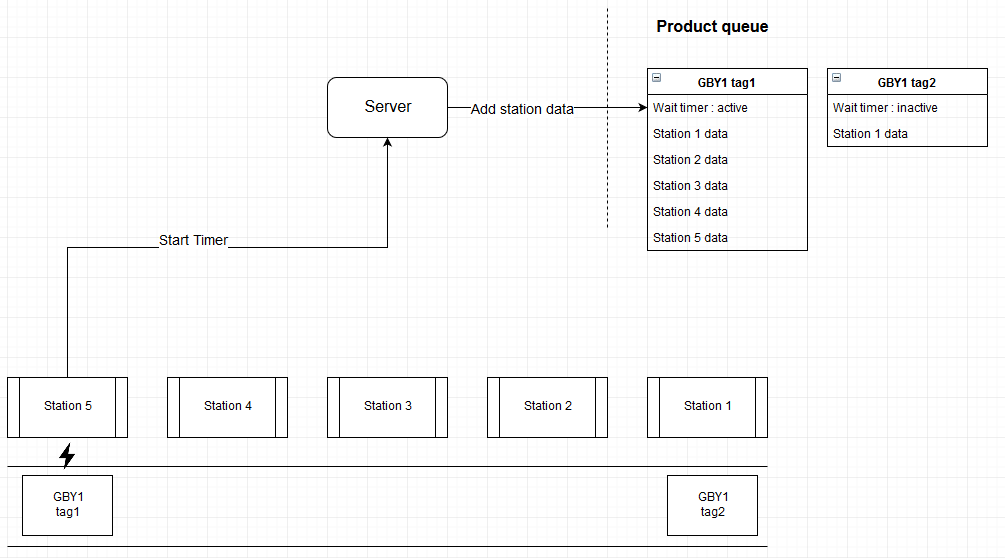 Product queue
Server
Add station data
GBY1 tag1
Wait timer : active
Station 1 data
Station 2 data
Station 3 data
Station 4 data
Station 5 data
GBY1 tag2
Wait timer : inactive
Station 1 data
Start Timer
Station 5
Station 4
Station 3
Station 2
Station 1
GBY1
tag1
GBY1
tag2